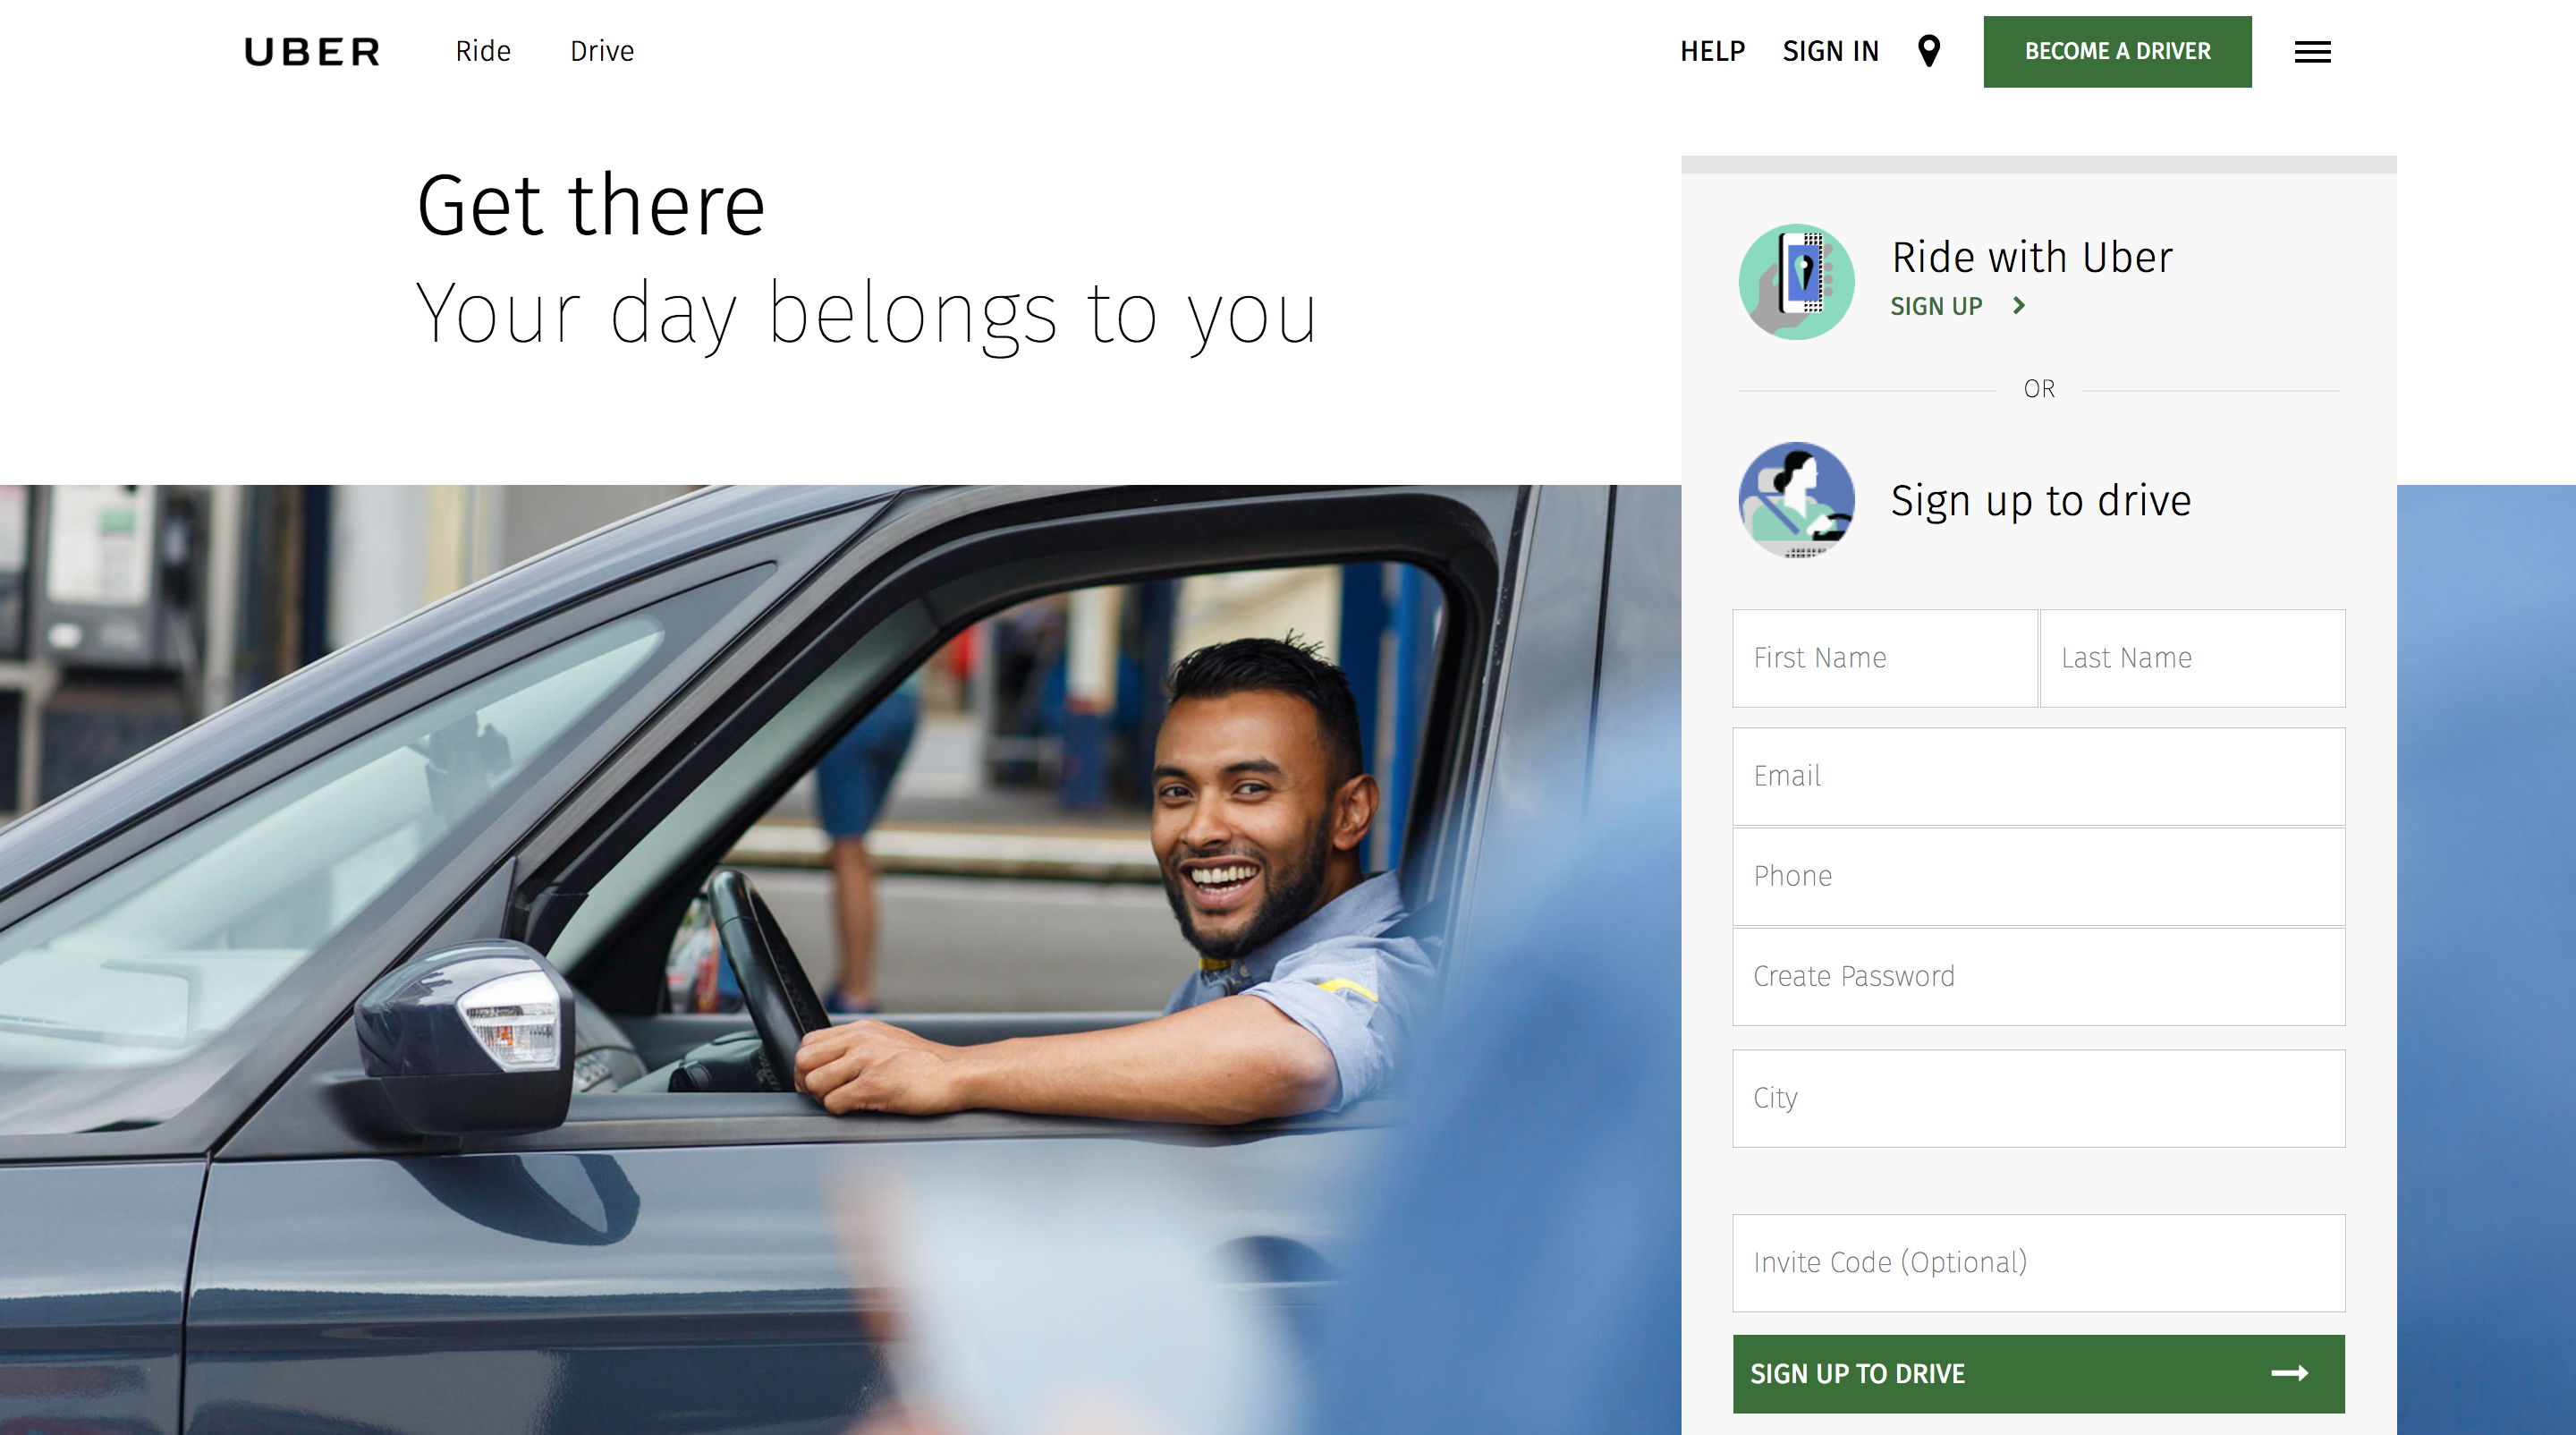 UBER
Ride
Drive
HELP
SIGN IN
BECOME A DRIVER
Get there
Your day belongs to you
Ride with Uber
SIGN UP
OR
Sign up to drive
First Name
Last Name
Email
Phone
Create Password
City
Invite Code (Optional)
SIGN UP TO DRIVE